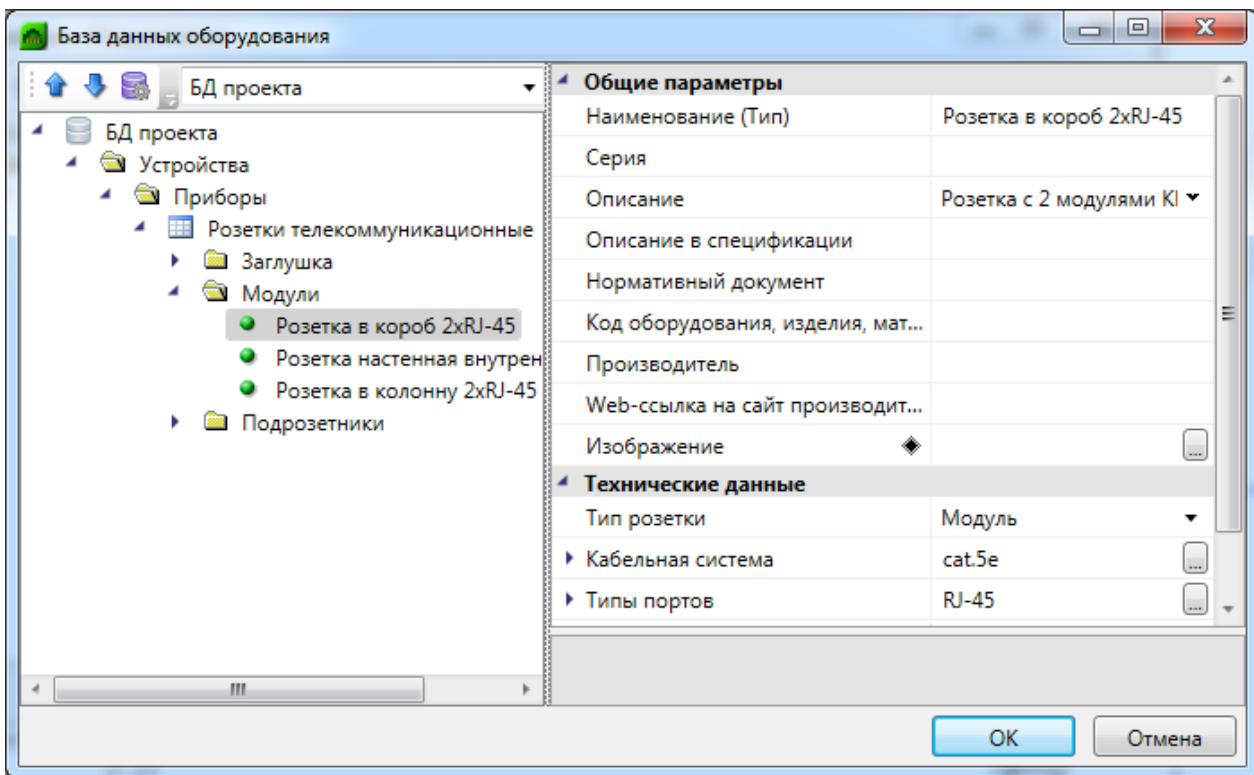 База данных оборудования
БД проекта
БД проекта
Устройства
Приборы
Розетки телекоммуникационные
Заглушка
Модули
Розетка в короб 2xRJ-45
Розетка настенная внутрен
Розетка в колонну 2xRJ-45
Подрозетники
Общие параметры
Наименование (Тип) Розетка в короб 2xRJ-45
Серия
Описание Розетка с 2 модулями
Описание в спецификации
Нормативный документ
Код оборудования, изделия, мат...
Производитель
Web-ссылка на сайт производит...
Изображение ...
Технические данные
Тип розетки Модуль
Кабельная система cat.5e ...
Типы портов RJ-45 ...
OK Отмена